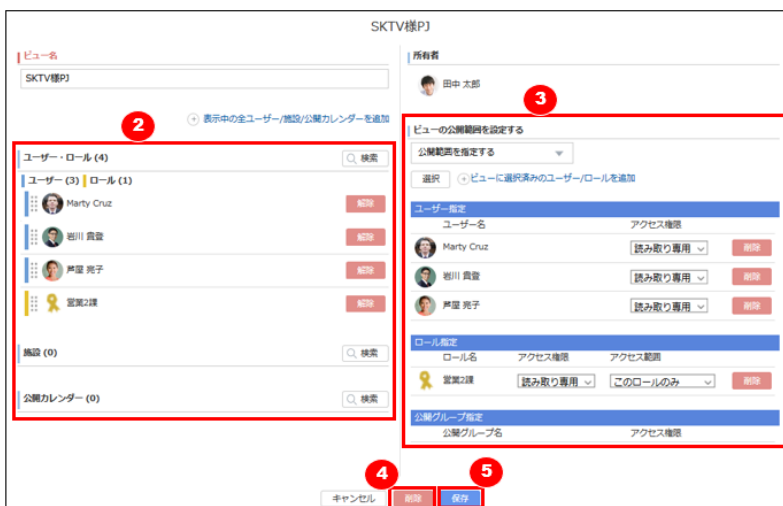 SKTV様PJ
ビュー名
SKTV様PJ
表示中の全ユーザー/施設/公開カレンダーを追加
2
ユーザー・ロール (4)
検索
ユーザー (3) ロール (1)
Marty Cruz
解除
岩川 貴登
解除
芦屋 亮子
解除
営業2課
解除
施設 (0)
検索
公開カレンダー (0)
検索
所有者
田中 太郎
3
ビューの公開範囲を設定する
公開範囲を指定する
選択 ビューに選択済みのユーザー/ロールを追加
ユーザー指定
ユーザー名 アクセス権限
Marty Cruz 読み取り専用 削除
岩川 貴登 読み取り専用 削除
芦屋 亮子 読み取り専用 削除
ロール指定
ロール名 アクセス権限 アクセス範囲
営業2課 読み取り専用 このロールのみ 削除
公開グループ指定
公開グループ名 アクセス権限
4 5
キャンセル 削除 保存